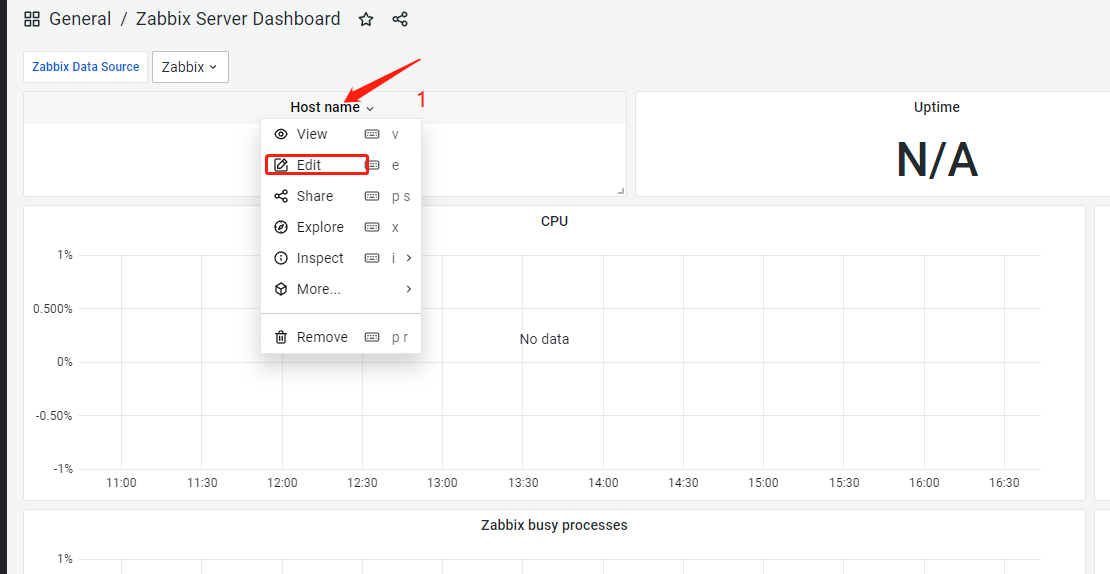 General / Zabbix Server Dashboard
Zabbix Data Source Zabbix
Host name
1
Uptime
View v
N/A
Edit e
Share p s
Explore x
Inspect i
More...
Remove p r
CPU
1%
0.500%
0%
-0.50%
-1%
No data
11:00 11:30 12:00 12:30 13:00 13:30 14:00 14:30 15:00 15:30 16:00 16:30
Zabbix busy processes
1%